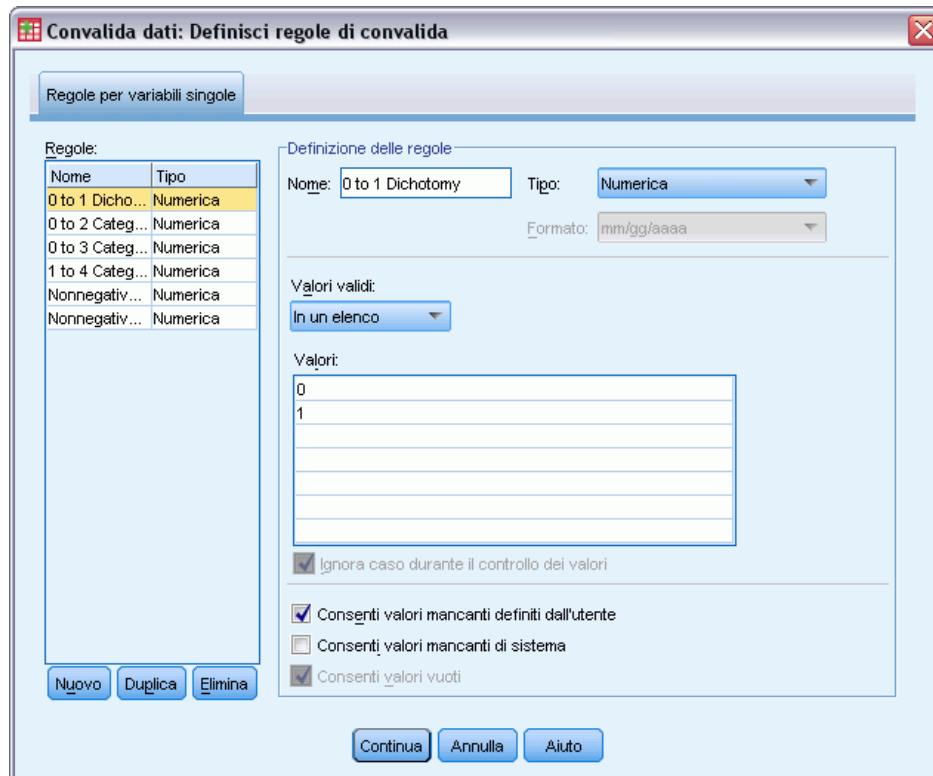 Convalida dati: Definisci regole di convalida
Regole per variabili singole
Regole:
Nome Tipo
0 to 1 Dicho... Numerica
0 to 2 Categ... Numerica
0 to 3 Categ... Numerica
1 to 4 Categ... Numerica
Nonnegativ... Numerica
Nonnegativ... Numerica
Nuovo Duplica Elimina
Definizione delle regole
Nome: 0 to 1 Dichotomy Tipo: Numerica
Formato: mm/gg/aaaa
Valori validi:
In un elenco
Valori:
0
1
Ignora caso durante il controllo dei valori
Consenti valori mancanti definiti dall'utente
Consenti valori mancanti di sistema
Consenti valori vuoti
Continua Annulla Aiuto